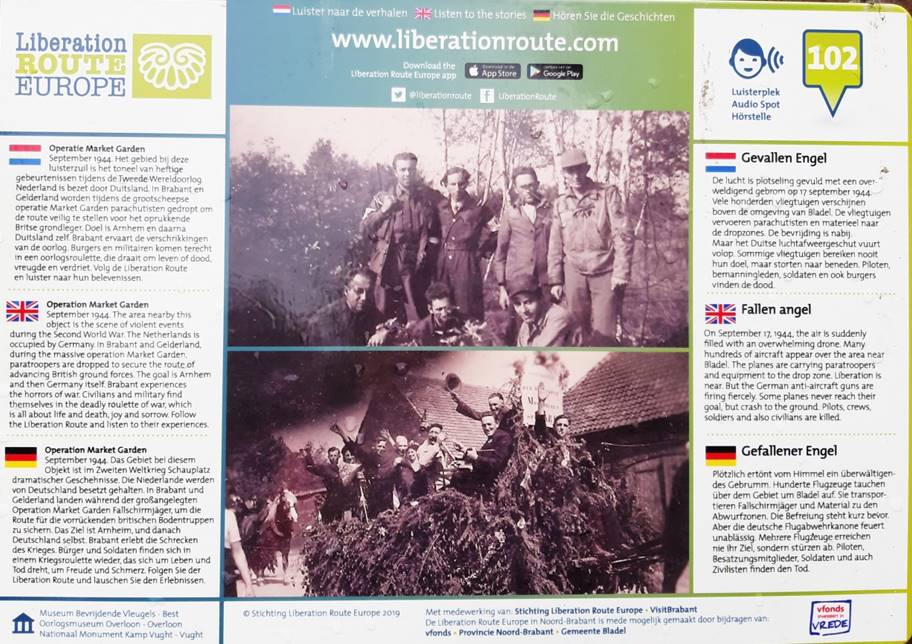 Liberation
ROUTE
EUROPE
Luister naar de verhalen
Listen to the stories
Hören Sie die Geschichten
www.liberationroute.com
Download the
Liberation Route Europe app
App Store
Google Play
@liberationroute
LiberationRoute
Luisterplek
Audio Spot
Hörstelle
102
Operatie Market Garden
September 1944. Het gebied bij deze
luisterzuil is het toneel van heftige
gebeurtenissen tijdens de Tweede Wereldoorlog.
Nederland is bezet door Duitsland. In Brabant en
Gelderland worden tijdens de grootscheepse
operatie Market Garden parachutisten gedropt om
de route veilig te stellen voor het oprukkende
Britse grondleger. Doel is Arnhem en daarna
Duitsland zelf. Brabant ervaart de verschrikkingen
van de oorlog. Burgers en militairen komen terecht
in een oorlogsroulette, die draait om leven of dood,
vreugde en verdriet. Volg de Liberation Route
en luister naar hun belevenissen.
Operation Market Garden
September 1944. The area nearby this
object is the scene of violent events
during the Second World War. The Netherlands is
occupied by Germany. In Brabant and Gelderland,
during the massive operation Market Garden,
paratroopers are dropped to secure the route of
advancing British ground forces. The goal is Arnhem
and then Germany itself. Brabant experiences
the horrors of war. Civilians and military find
themselves in the deadly roulette of war, which
is all about life and death, joy and sorrow. Follow
the Liberation Route and listen to their experiences.
Operation Market Garden
September 1944. Das Gebiet bei diesem
Objekt ist im Zweiten Weltkrieg Schauplatz
dramatischer Geschehnisse. Die Niederlande werden
von Deutschland besetzt gehalten. In Brabant und
Gelderland landen während der großangelegten
Operation Market Garden Fallschirmjäger, um die
Route für die vorrückenden britischen Bodentruppen
zu sichern. Das Ziel ist Arnheim, und danach
Deutschland selbst. Brabant erlebt die Schrecken
des Krieges. Bürger und Soldaten finden sich in
einem Kriegsroulette wieder, das sich um Leben und
Tod dreht, um Freude und Schmerz. Folgen Sie der
Liberation Route und lauschen Sie den Erlebnissen.
Gevallen Engel
De lucht is plotseling gevuld met een over-
weldigend gebrom op 17 september 1944.
Vele honderden vliegtuigen verschijnen
boven de omgeving van Bladel. De vliegtuigen
vervoeren parachutisten en materieel naar
de dropzones. De bevrijding is nabij.
Maar het Duitse luchtafweergeschut vuurt
volop. Sommige vliegtuigen bereiken nooit
hun doel, maar storten naar beneden. Piloten,
bemanningleden, soldaten en ook burgers
vinden de dood.
Fallen angel
On September 17, 1944, the air is suddenly
filled with an overwhelming drone. Many
hundreds of aircraft appear over the area near
Bladel. The planes are carrying paratroopers
and equipment to the drop zone. Liberation is
near. But the German anti-aircraft guns are
firing fiercely. Some planes never reach their
goal, but crash to the ground. Pilots, crews,
soldiers and also civilians are killed.
Gefallener Engel
Plötzlich ertönt vom Himmel ein überwältigen-
des Gebrumm. Hunderte Flugzeuge tauchen
über dem Gebiet um Bladel auf. Sie transpor-
tieren Fallschirmjäger und Material zu den
Abwurfzonen. Die Befreiung steht kurz bevor.
Aber die deutsche Flugabwehrkanone feuert
unablässig. Mehrere Flugzeuge erreichen
nie ihr Ziel, sondern stürzen ab. Piloten,
Besatzungsmitglieder, Soldaten und auch
Zivilisten finden den Tod.
Museum Bevrijdende Vleugels - Best
Oorlogsmuseum Overloon - Overloon
Nationaal Monument Kamp Vught - Vught
© Stichting Liberation Route Europe 2019
Met medewerking van: Stichting Liberation Route Europe • VisitBrabant
De Liberation Route Europe in Noord-Brabant is mede mogelijk gemaakt door bijdragen van:
vfonds • Provincie Noord-Brabant • Gemeente Bladel
vfonds
investeert in
VREDE